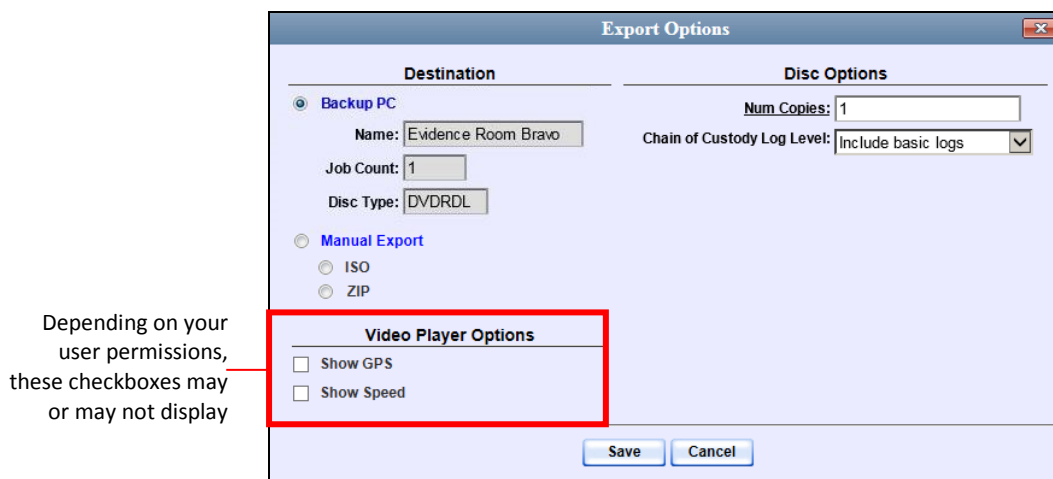 Export Options
Destination
Backup PC
Name: Evidence Room Bravo
Job Count: 1
Disc Type: DVDRDL
Manual Export
ISO
ZIP
Disc Options
Num Copies: 1
Chain of Custody Log Level: Include basic logs
Depending on your
user permissions,
these checkboxes may
or may not display
Video Player Options
Show GPS
Show Speed
Save Cancel